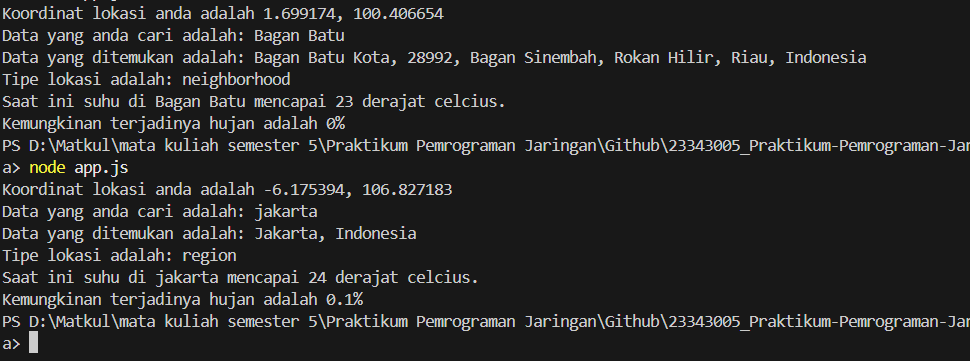 Koordinat lokasi anda adalah 1.699174, 100.406654
Data yang anda cari adalah: Bagan Batu
Data yang ditemukan adalah: Bagan Batu Kota, 28992, Bagan Sinembah, Rokan Hilir, Riau, Indonesia
Tipe lokasi adalah: neighborhood
Saat ini suhu di Bagan Batu mencapai 23 derajat celcius.
Kemungkinan terjadinya hujan adalah 0%
PS D:\Matkul\mata kuliah semester 5\Praktikum Pemrograman Jaringan\Github\23343005_Praktikum-Pemrograman-Jar
a> node app.js
Koordinat lokasi anda adalah -6.175394, 106.827183
Data yang anda cari adalah: jakarta
Data yang ditemukan adalah: Jakarta, Indonesia
Tipe lokasi adalah: region
Saat ini suhu di jakarta mencapai 24 derajat celcius.
Kemungkinan terjadinya hujan adalah 0.1%
PS D:\Matkul\mata kuliah semester 5\Praktikum Pemrograman Jaringan\Github\23343005_Praktikum-Pemrograman-Jar
a>